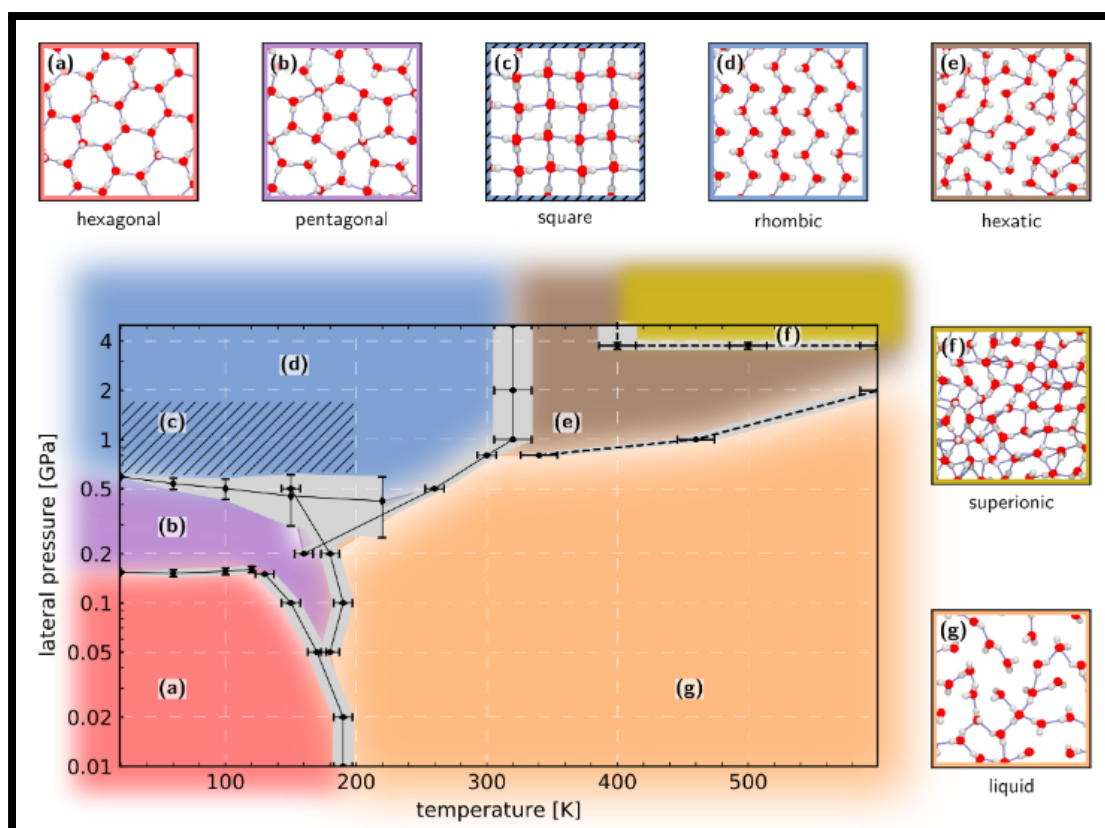 (a) (b) (c) (d) (e)
hexagonal pentagonal square rhombic hexatic
4 (f)
(d)
2
(c) (e)
1
0.5
(b)
0.2
0.1
0.05
(a) (g)
0.02
0.01
100 200 300 400 500
temperature [K]
lateral pressure [GPa]
(f)
superionic
(g)
liquid